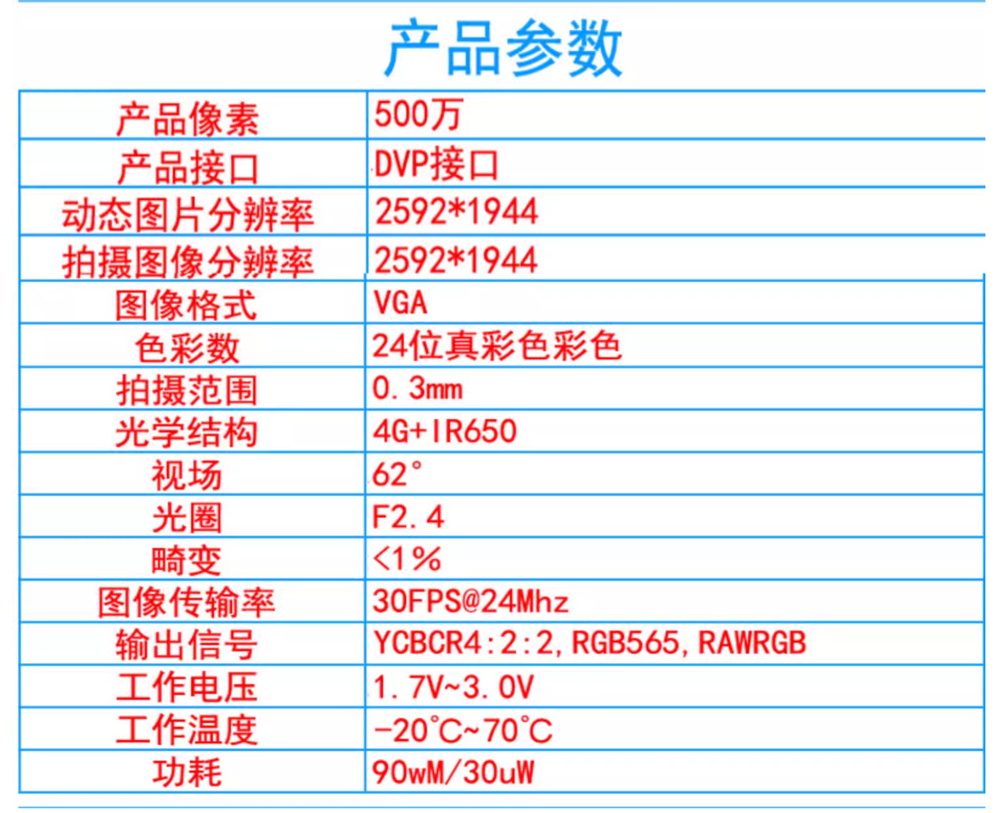 产品参数
产品像素 500万
产品接口 DVP接口
动态图片分辨率 2592*1944
拍摄图像分辨率 2592*1944
图像格式 VGA
色彩数 24位真彩色彩色
拍摄范围 0.3mm
光学结构 4G+IR650
视场 62°
光圈 F2.4
畸变 <1%
图像传输率 30FPS@24Mhz
输出信号 YCBCR4:2:2,RGB565,RAWRGB
工作电压 1.7V~3.0V
工作温度 -20℃~70℃
功耗 90wM/30uW